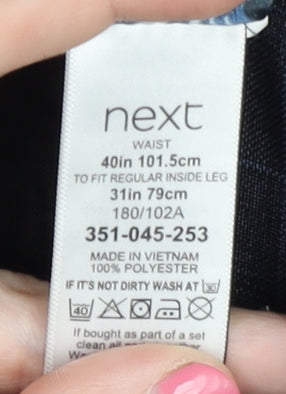 next
WAIST
40in 101.5cm
TO FIT REGULAR INSIDE LEG
31in 79cm
180/102A
351-045-253
MADE IN VIETNAM
100% POLYESTER
IF IT'S NOT DIRTY WASH AT 30
40
If bought as part of a set
clean all